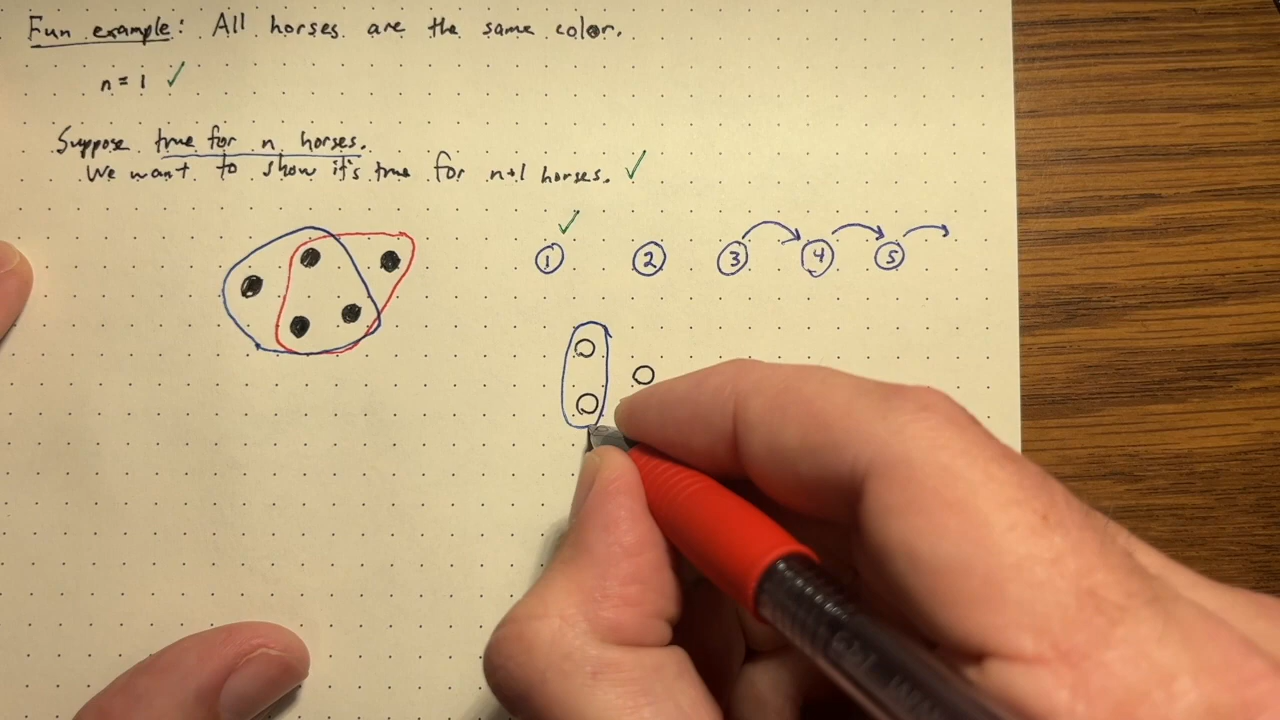 Fun example: All horses are the same color.
n = 1 ✓
Suppose true for n horses.
We want to show it's true for n+1 horses. ✓
✓
1 2 3 4 5